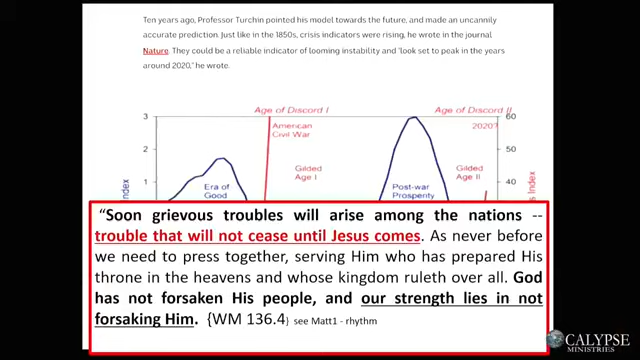 Ten years ago, Professor Turchin pointed his model towards the future, and made an uncannily
accurate prediction. Just like in the 1850s, crisis indicators were rising, he wrote in the journal
Nature. They could be a reliable indicator of looming instability and "look set to peak in the years
around 2020," he wrote.
Age of Discord I
Age of Discord II
3
60
American
Civil War
2020?
50
2
Gilded
Age I
Gilded
Age II
1
Era of
Good
Post-war
Prosperity
40
Index
Index
"Soon grievous troubles will arise among the nations --
trouble that will not cease until Jesus comes. As never before
we need to press together, serving Him who has prepared His
throne in the heavens and whose kingdom ruleth over all. God
has not forsaken His people, and our strength lies in not
forsaking Him. {WM 136.4} see Matt1 - rhythm
CALYPSE
MINISTRIES